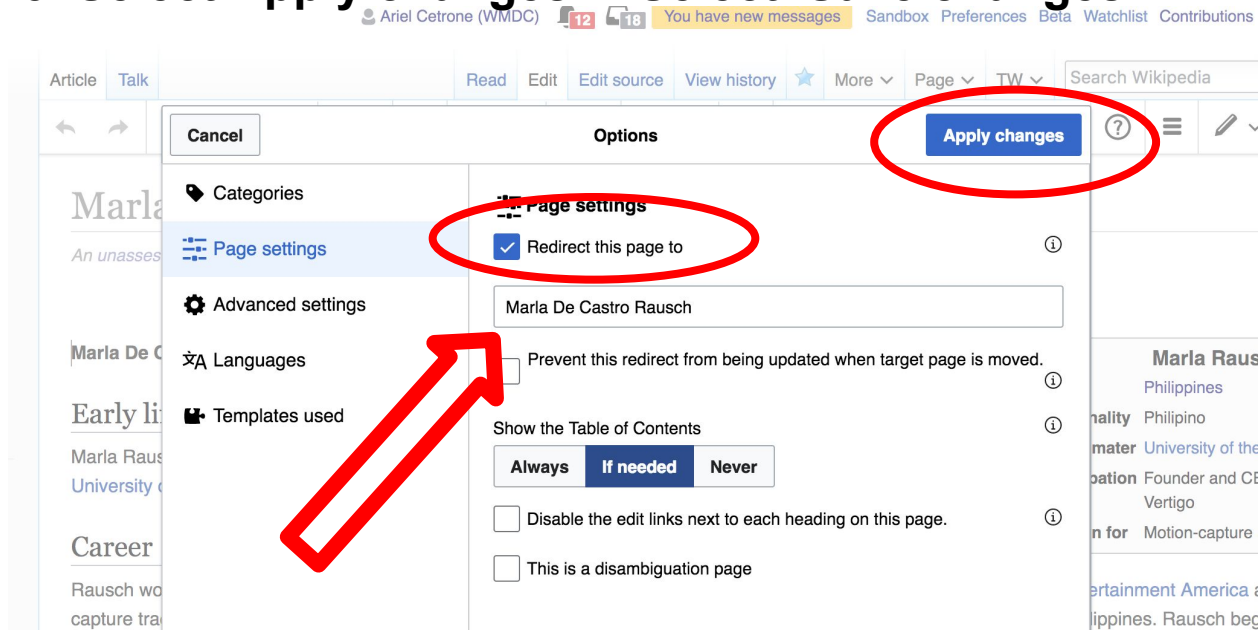 Ariel Cetrone (WMDC) 12 18 You have new messages Sandbox Preferences Beta Watchlist Contributions
Article Talk Read Edit Edit source View history More Page TW Search Wikipedia
Cancel Options Apply changes
Marla
Categories
Page settings
An unasses
Page settings
Redirect this page to
Advanced settings
Marla De Castro Rausch
Marla De C
Languages
Prevent this redirect from being updated when target page is moved.
Marla Raus
Philippines
Early li
Templates used
Show the Table of Contents
nality Philipino
Marla Raus
Always If needed Never
mater University of the
University
pation Founder and CE
Vertigo
Disable the edit links next to each heading on this page.
n for Motion-capture
Career
This is a disambiguation page
Rausch wo
ertainment America a
capture tra
lippines. Rausch beg